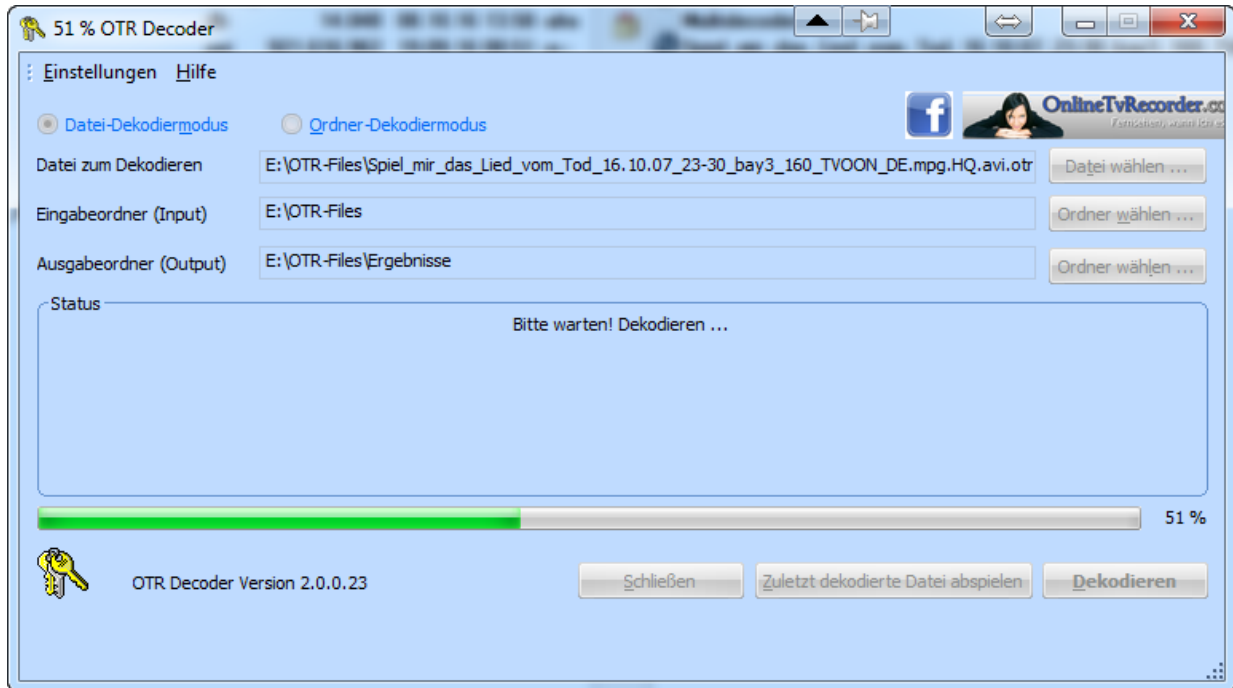 51 % OTR Decoder
Einstellungen Hilfe
Datei-Dekodiermodus Ordner-Dekodiermodus
OnlineTvRecorder.co
Datei zum Dekodieren E:\OTR-Files\Spiel_mir_das_Lied_vom_Tod_16.10.07_23-30_bay3_160_TVOON_DE.mpg.HQ.avi.otr Datei wählen ...
Eingabeordner (Input) E:\OTR-Files Ordner wählen ...
Ausgabeordner (Output) E:\OTR-Files\Ergebnisse Ordner wählen ...
Status
Bitte warten! Dekodieren ...
51 %
OTR Decoder Version 2.0.0.23 Schließen Zuletzt dekodierte Datei abspielen Dekodieren